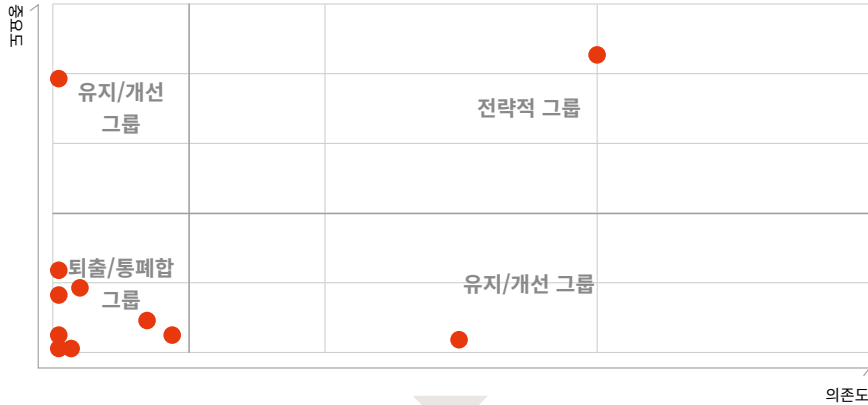 중요도
유지/개선
그룹
전략적 그룹
퇴출/통폐합
그룹
유지/개선 그룹
의존도